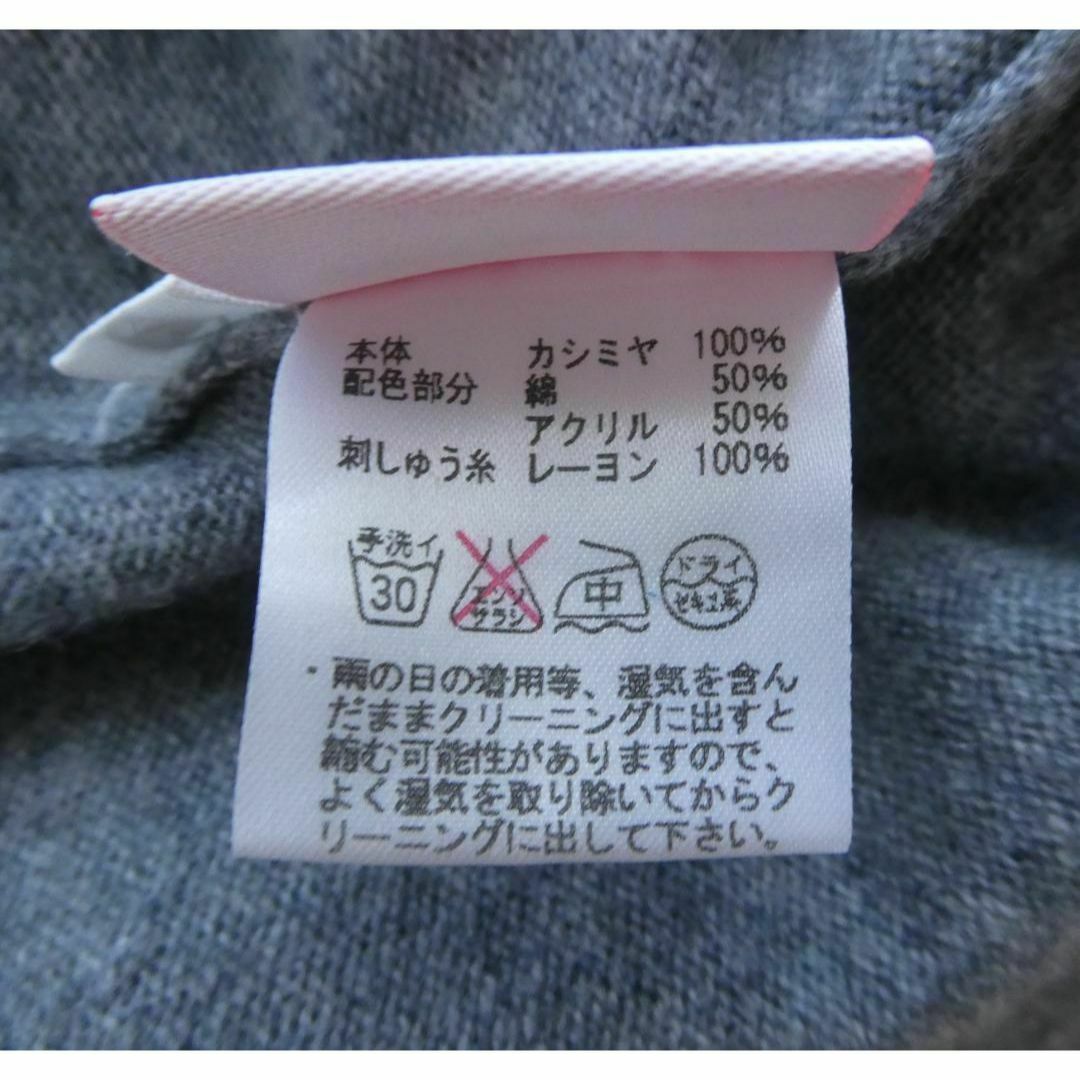 本体 カシミヤ 100%
配色部分 綿 50%
アクリル 50%
刺しゅう糸 レーヨン 100%
手洗イ
30
エンソ
サラシ
中
ドライ
セキユ系
・雨の日の着用等、湿気を含ん
だままクリーニングに出すと
縮む可能性がありますので、
よく湿気を取り除いてからク
リーニングに出して下さい。